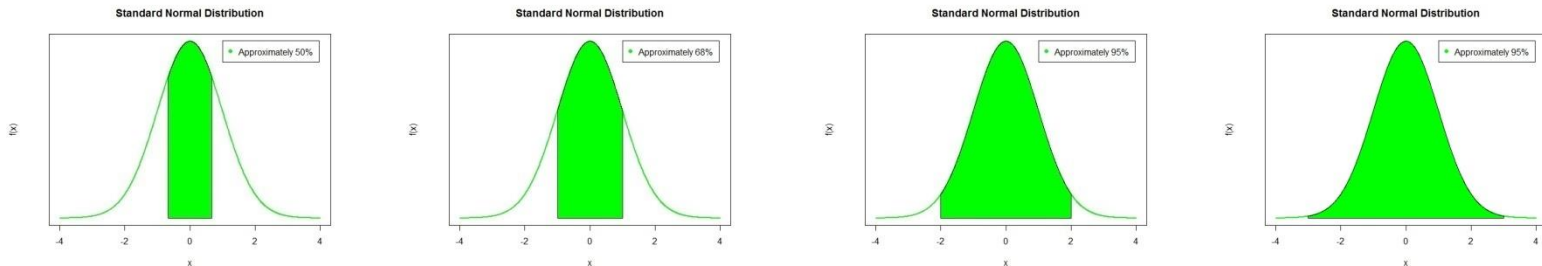 Standard Normal Distribution
Approximately 50%
f(x)
-4 -2 0 2 4
x
Standard Normal Distribution
Approximately 68%
f(x)
-4 -2 0 2 4
x
Standard Normal Distribution
Approximately 95%
f(x)
-4 -2 0 2 4
x
Standard Normal Distribution
Approximately 95%
f(x)
-4 -2 0 2 4
x